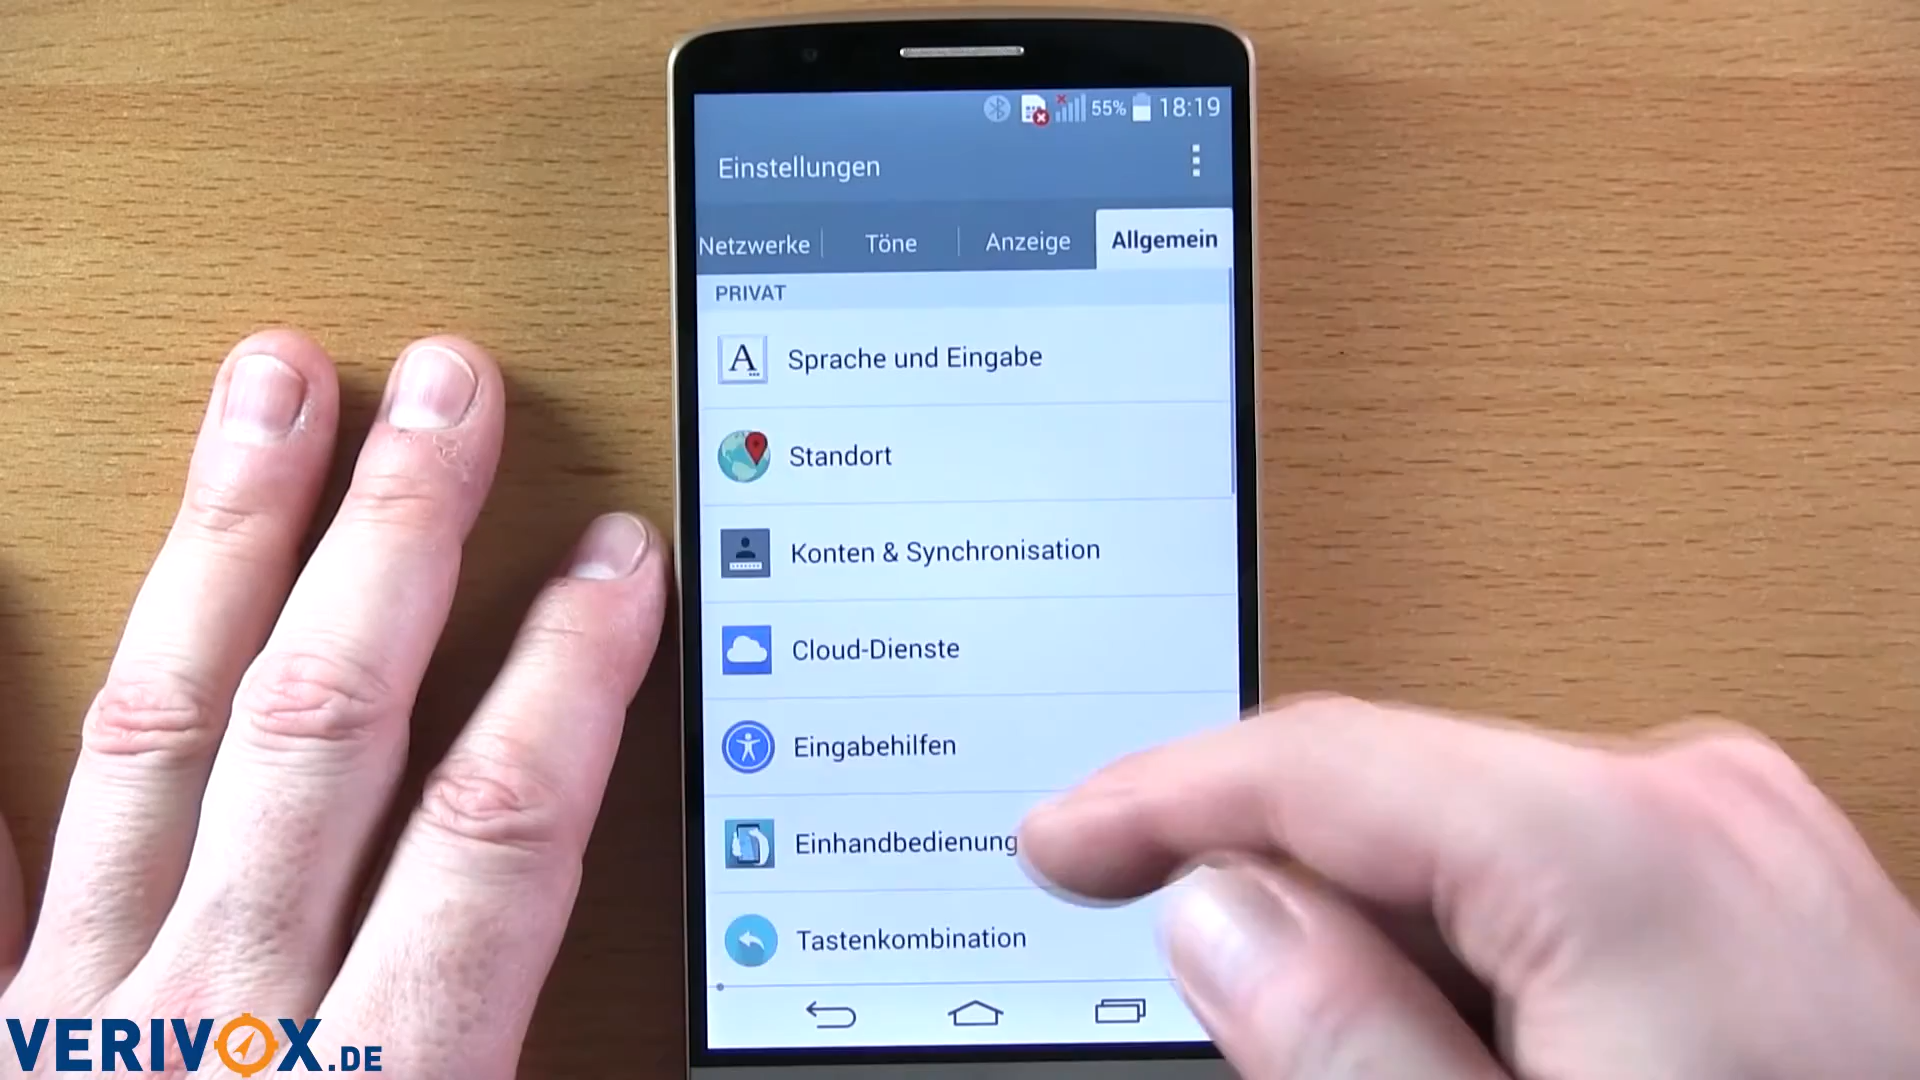 55% 18:19
Einstellungen
Netzwerke Töne Anzeige Allgemein
PRIVAT
A Sprache und Eingabe
Standort
Konten & Synchronisation
Cloud-Dienste
Eingabehilfen
Einhandbedienung
Tastenkombination
VERIVOX.DE